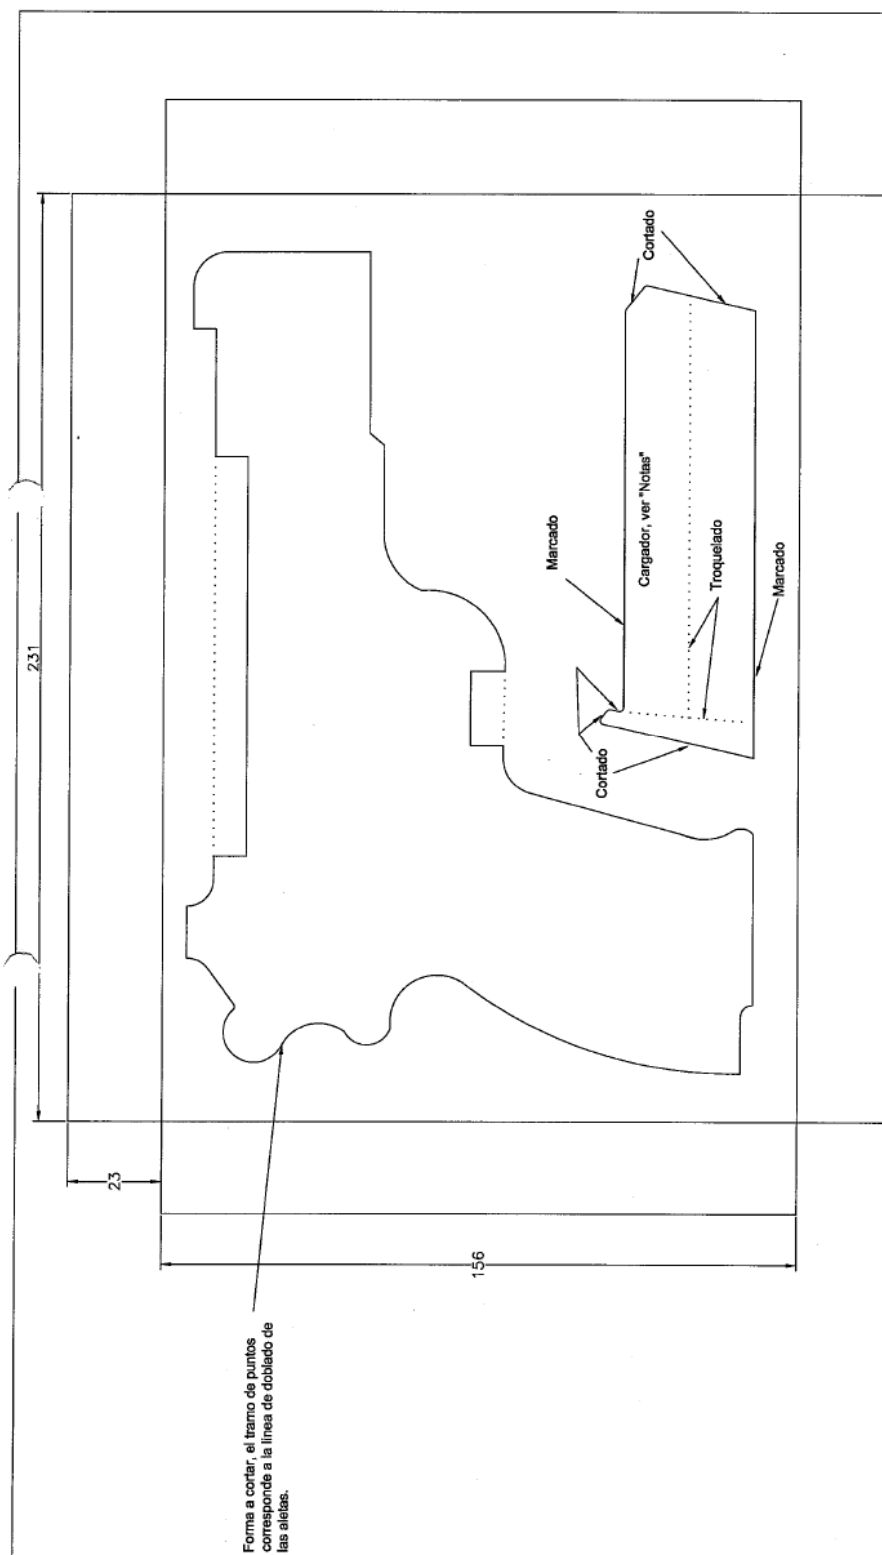 231
23
156
Forma a cortar, el tramo de puntos
corresponde a la linea de doblado de
las aletas.
Cortado
Marcado
Cargador, ver "Notas"
Troquelado
Marcado
Cortado